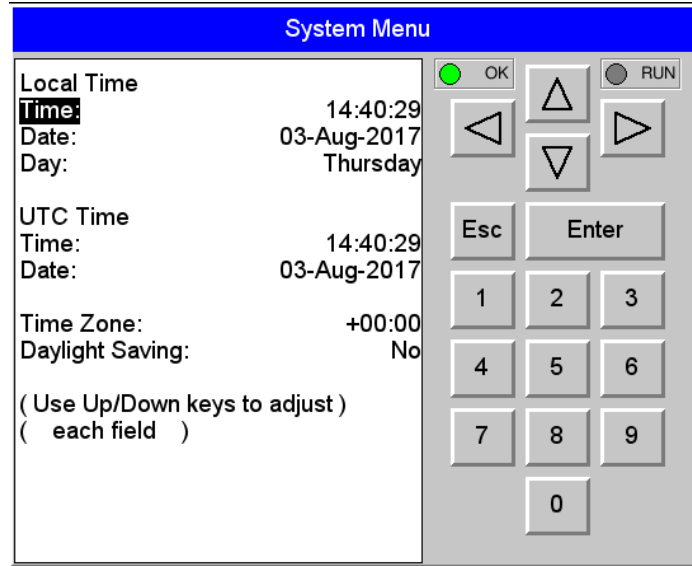 System Menu
Local Time
Time: 14:40:29
Date: 03-Aug-2017
Day: Thursday
UTC Time
Time: 14:40:29
Date: 03-Aug-2017
Time Zone: +00:00
Daylight Saving: No
( Use Up/Down keys to adjust )
( each field )
OK
RUN
Esc Enter
1 2 3
4 5 6
7 8 9
0